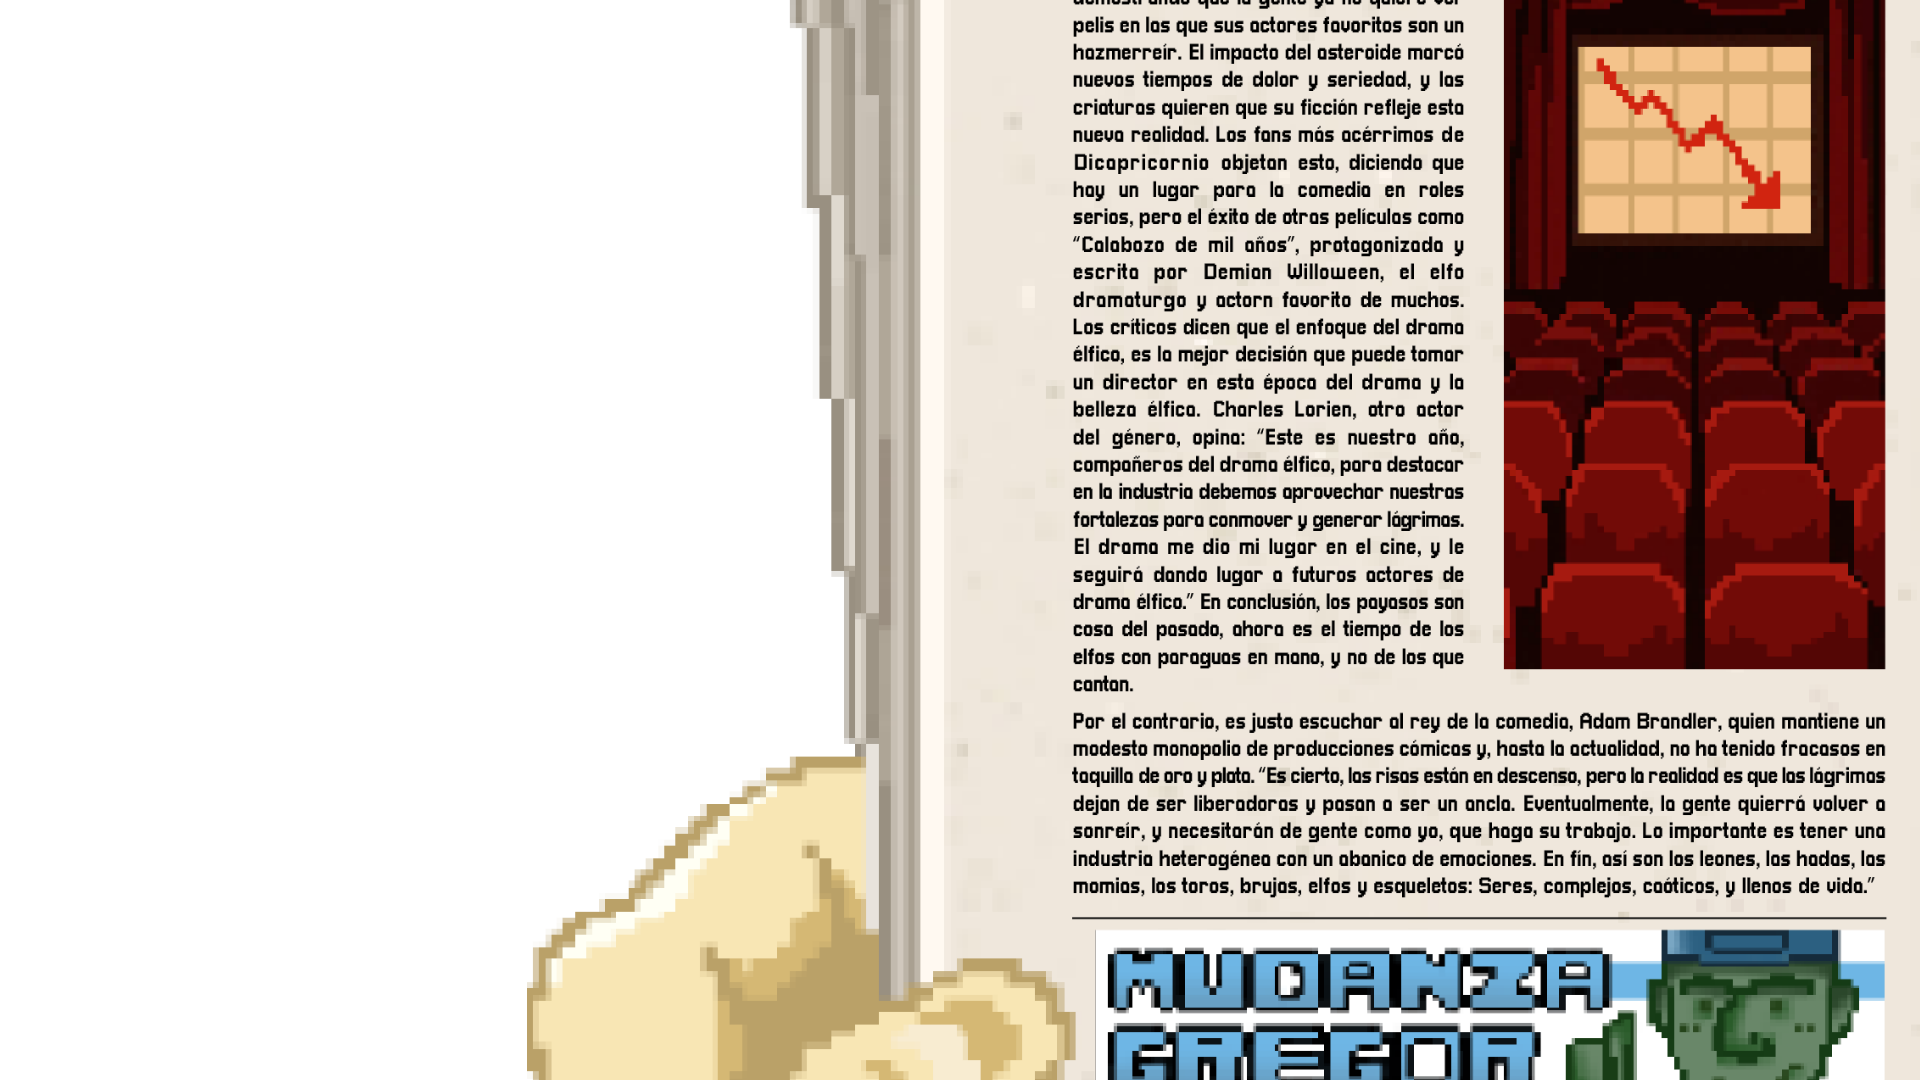 demostrando que la gente ya no quiere ver
pelis en las que sus actores favoritos son un
hazmerreír. El impacto del asteroide marcó
nuevos tiempos de dolor y seriedad, y las
criaturas quieren que su ficción refleje esta
nueva realidad. Los fans más acérrimos de
Dicapricornio objetan esto, diciendo que
hay un lugar para la comedia en roles
serios, pero el éxito de otras películas como
“Calabozo de mil años”, protagonizada y
escrita por Demian Willoween, el elfo
dramaturgo y actorn favorito de muchos.
Los críticos dicen que el enfoque del drama
élfico, es la mejor decisión que puede tomar
un director en esta época del drama y la
belleza élfica. Charles Lorien, otro actor
del género, opina: “Este es nuestro año,
compañeros del drama élfico, para destacar
en la industria debemos aprovechar nuestras
fortalezas para conmover y generar lágrimas.
El drama me dio mi lugar en el cine, y le
seguirá dando lugar a futuros actores de
drama élfico.” En conclusión, los payasos son
cosa del pasado, ahora es el tiempo de los
elfos con paraguas en mano, y no de los que
cantan.
Por el contrario, es justo escuchar al rey de la comedia, Adam Brandler, quien mantiene un
modesto monopolio de producciones cómicas y, hasta la actualidad, no ha tenido fracasos en
taquilla de oro y plata. “Es cierto, las risas están en descenso, pero la realidad es que las lágrimas
dejan de ser liberadoras y pasan a ser un ancla. Eventualmente, la gente quierrá volver a
sonreír, y necesitarán de gente como yo, que haga su trabajo. Lo importante es tener una
industria heterogénea con un abanico de emociones. En fín, así son los leones, las hadas, las
momias, los toros, brujas, elfos y esqueletos: Seres, complejos, caóticos, y llenos de vida.”
MUDANZA
GREGOR